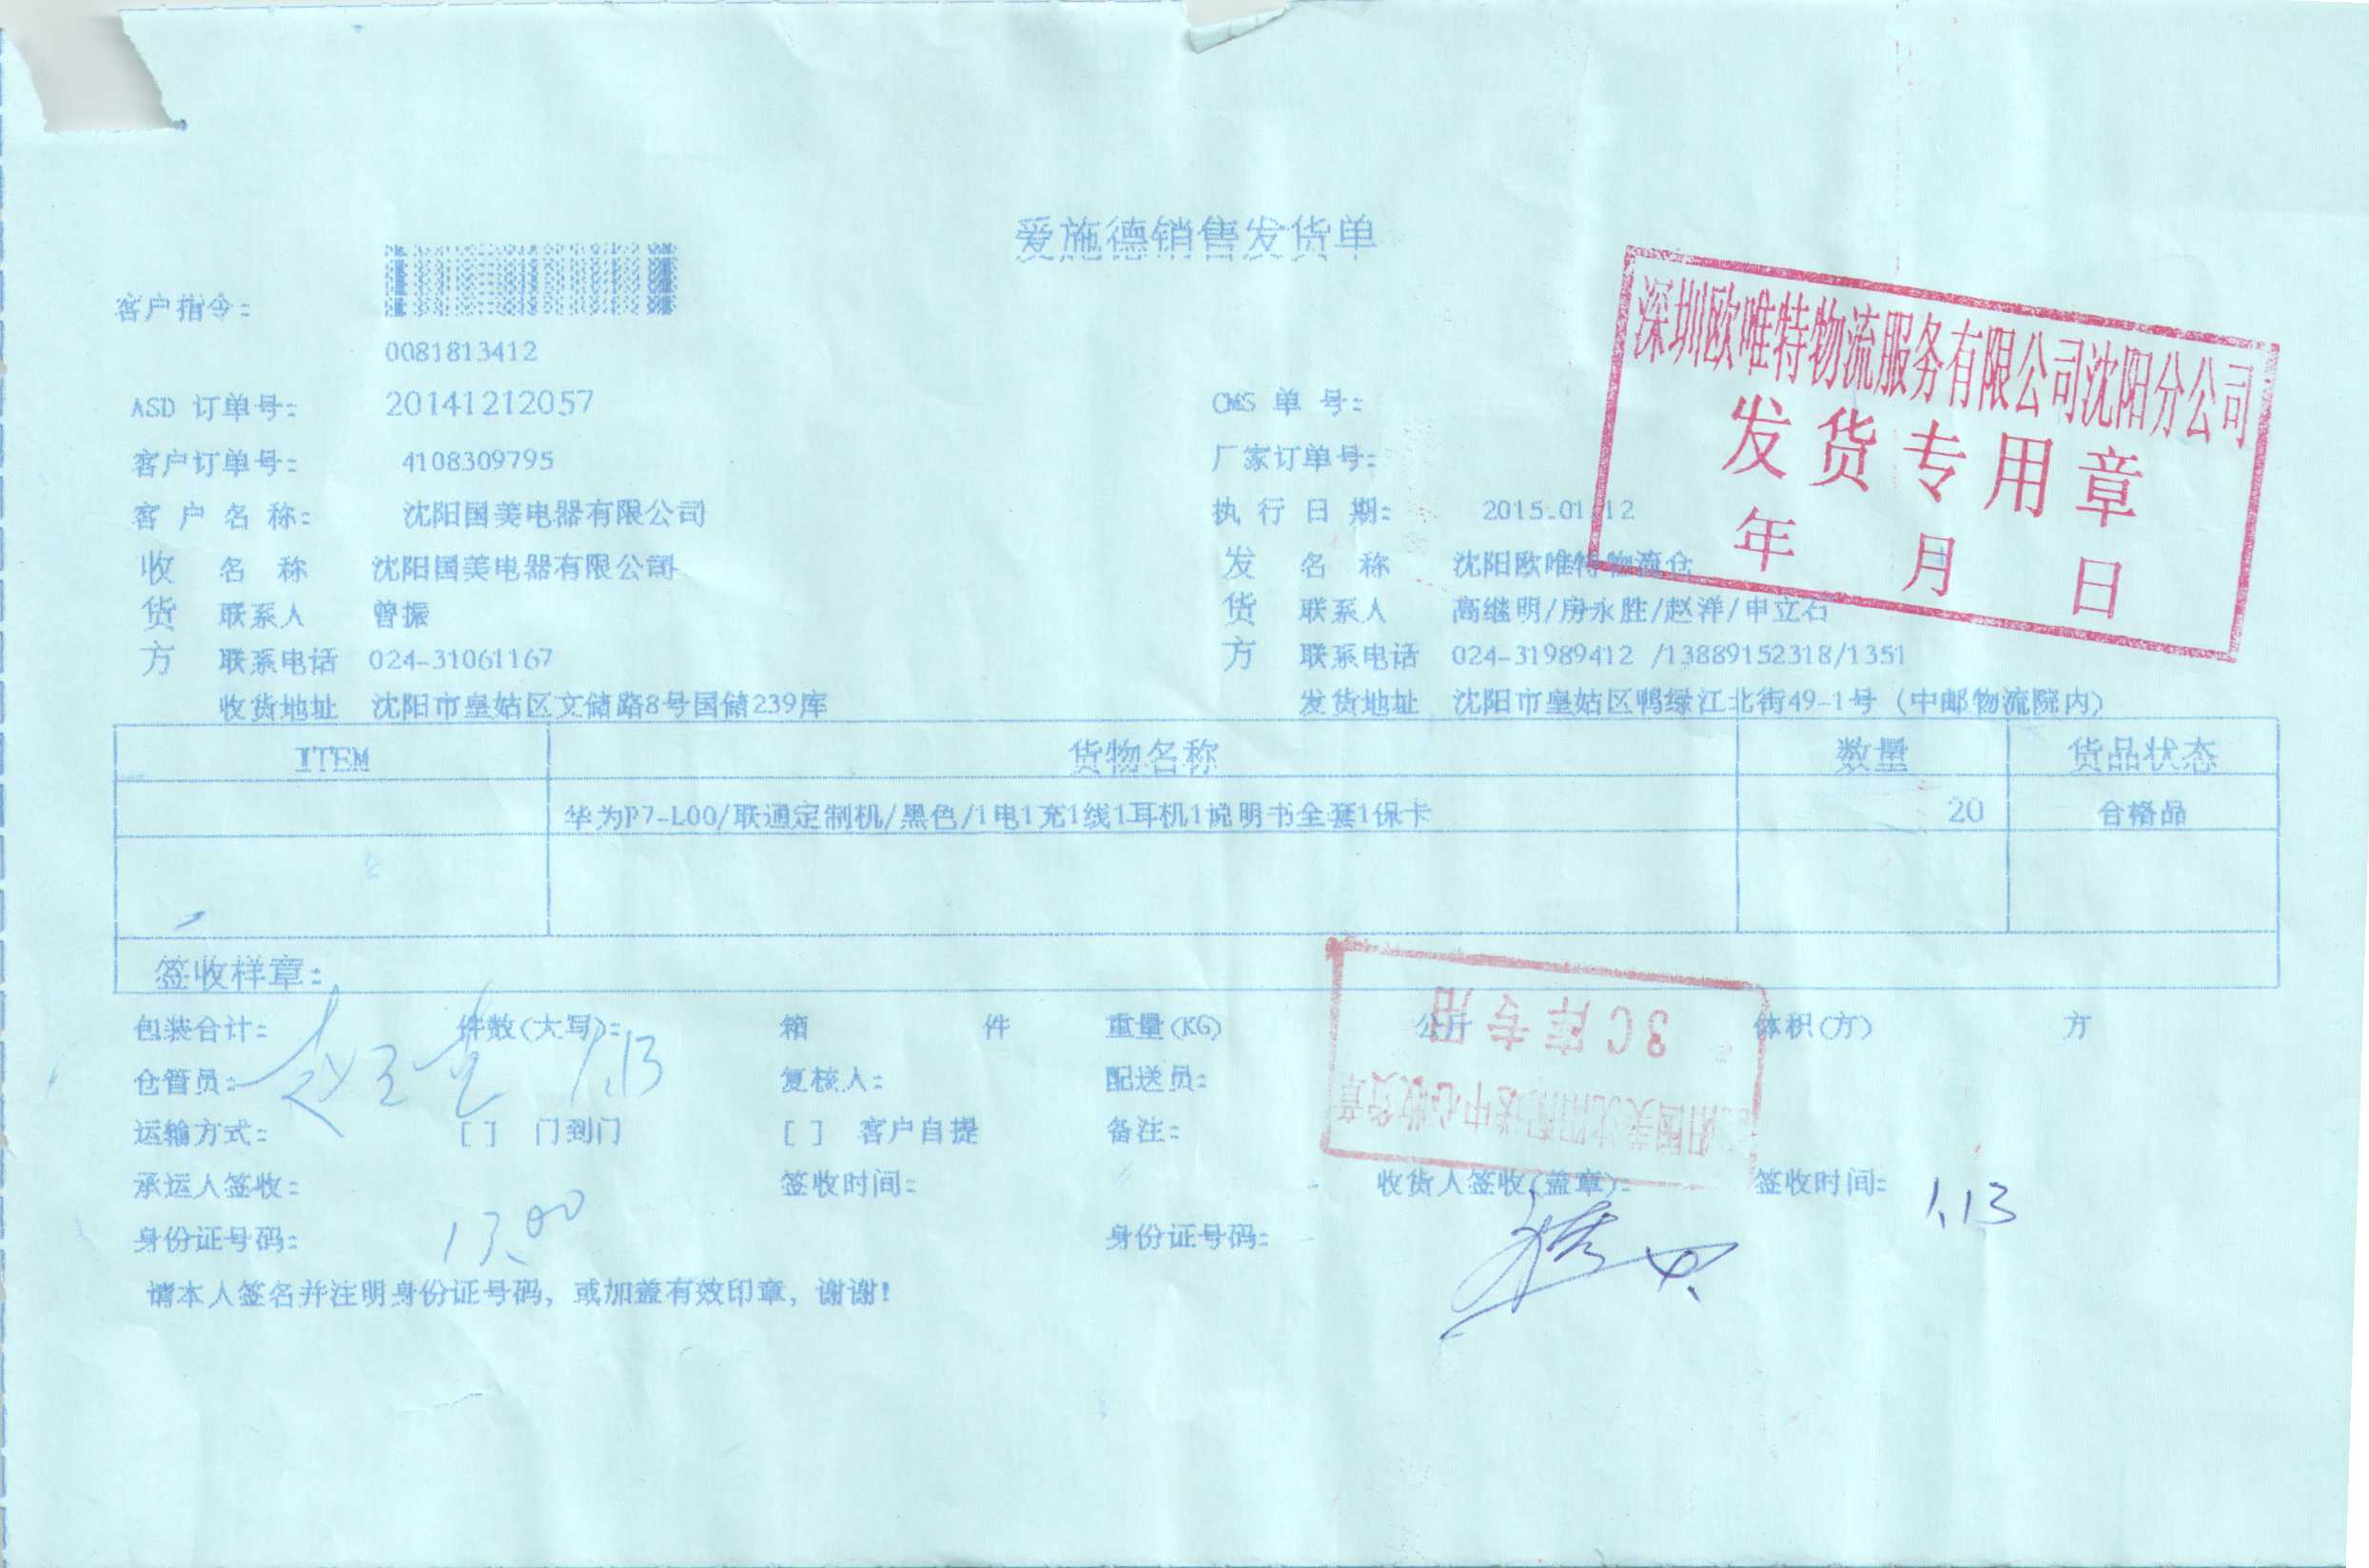 爱施德销售发货单
客户指令:
0081813412
ASD 订单号: 20141212057 CMS 单 号:
客户订单号: 4108309795 厂家订单号:
客 户 名 称: 沈阳国美电器有限公司 执 行 日 期: 2015.01.12
收 名 称 沈阳国美电器有限公司 发 名 称 沈阳欧唯特物流仓
货 联系人 曾振 货 联系人 高继明/房永胜/赵洋/申立石
方 联系电话 024-31061167 方 联系电话 024-31989412 /13889152318/1351
收货地址 沈阳市皇姑区文储路8号国储239库 发货地址 沈阳市皇姑区鸭绿江北街49-1号（中邮物流院内）
深圳欧唯特物流服务有限公司沈阳分公司
发货专用章
年 月 日
ITEM 货物名称 数量 货品状态
华为P7-L00/联通定制机/黑色/1电1充1线1耳机1说明书全套1保卡 20 合格品
签收样章:
包装合计: 件数(大写): 箱 件 重量(KG) 公斤 体积(方) 方
仓管员: 1.13 复核人: 配送员:
运输方式: [ ] 门到门 [ ] 客户自提 备注:
3C库专用
承运人签收: 签收时间: 收货人签收(盖章): 签收时间: 1.13
身份证号码: 13.00 身份证号码:
请本人签名并注明身份证号码，或加盖有效印章，谢谢!